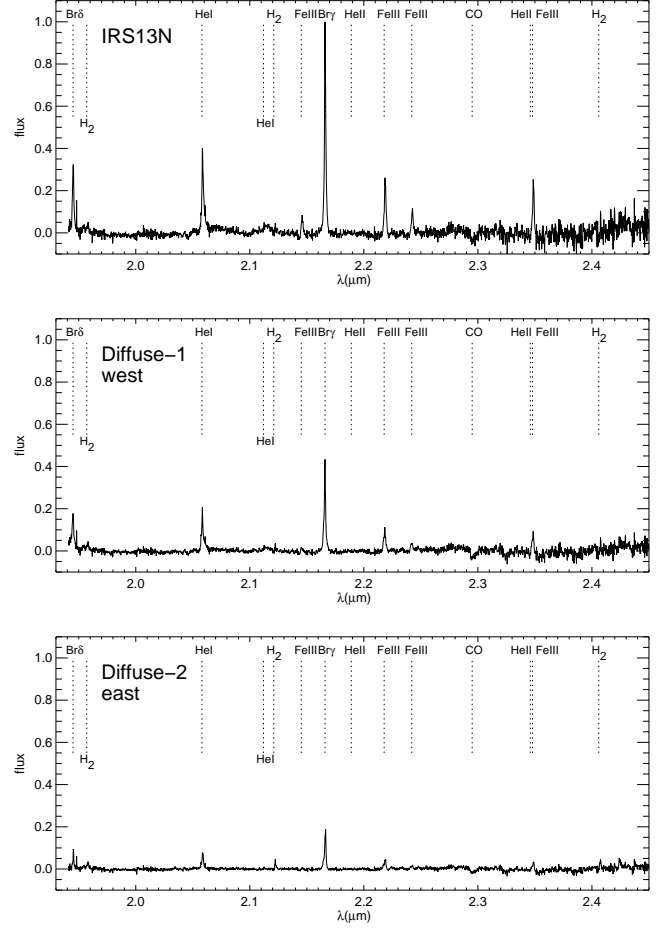 Brδ HeI H2 FeIII Brγ HeII FeIII FeIII CO HeII FeIII H2
IRS13N
H2 HeI
flux
1.0
0.8
0.6
0.4
0.2
0.0
2.0 2.1 2.2 2.3 2.4
λ(μm)
Brδ HeI H2 FeIII Brγ HeII FeIII FeIII CO HeII FeIII H2
Diffuse−1
west
H2 HeI
flux
1.0
0.8
0.6
0.4
0.2
0.0
2.0 2.1 2.2 2.3 2.4
λ(μm)
Brδ HeI H2 FeIII Brγ HeII FeIII FeIII CO HeII FeIII H2
Diffuse−2
east
H2 HeI
flux
1.0
0.8
0.6
0.4
0.2
0.0
2.0 2.1 2.2 2.3 2.4
λ(μm)